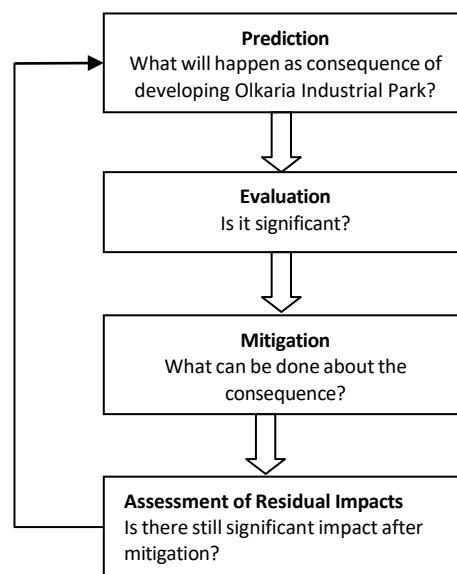 Prediction
What will happen as consequence of
developing Olkaria Industrial Park?
Evaluation
Is it significant?
Mitigation
What can be done about the
consequence?
Assessment of Residual Impacts
Is there still significant impact after
mitigation?